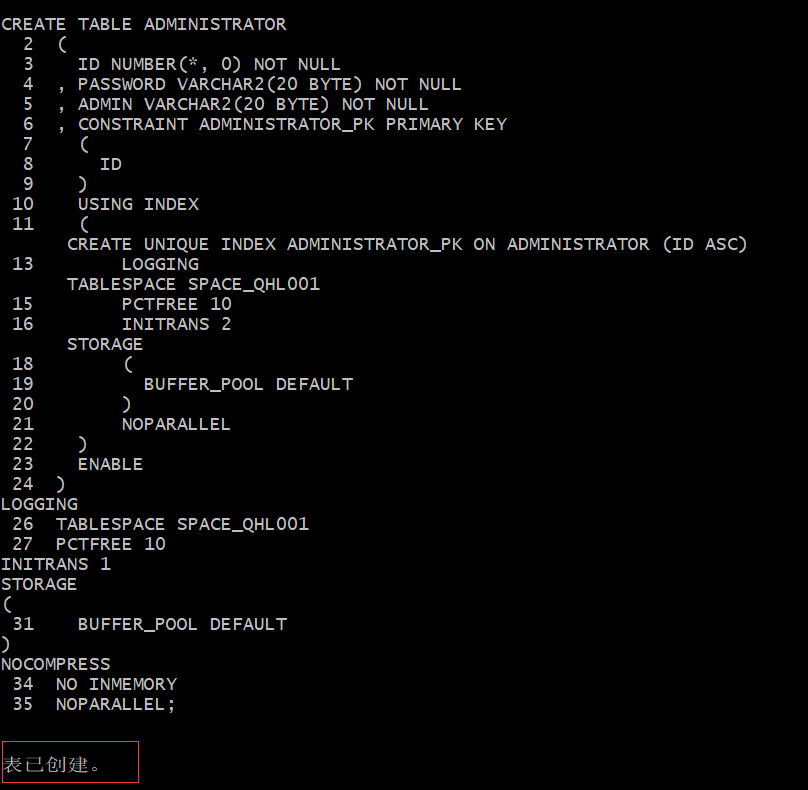 CREATE TABLE ADMINISTRATOR
  2  (
  3    ID NUMBER(*, 0) NOT NULL
  4  , PASSWORD VARCHAR2(20 BYTE) NOT NULL
  5  , ADMIN VARCHAR2(20 BYTE) NOT NULL
  6  , CONSTRAINT ADMINISTRATOR_PK PRIMARY KEY
  7    (
  8      ID
  9    )
 10    USING INDEX
 11    (
      CREATE UNIQUE INDEX ADMINISTRATOR_PK ON ADMINISTRATOR (ID ASC)
 13        LOGGING
      TABLESPACE SPACE_QHL001
 15        PCTFREE 10
 16        INITRANS 2
      STORAGE
 18        (
 19          BUFFER_POOL DEFAULT
 20        )
 21        NOPARALLEL
 22    )
 23    ENABLE
 24  )
LOGGING
 26  TABLESPACE SPACE_QHL001
 27  PCTFREE 10
INITRANS 1
STORAGE
(
 31    BUFFER_POOL DEFAULT
)
NOCOMPRESS
 34  NO INMEMORY
 35  NOPARALLEL;
表已创建。